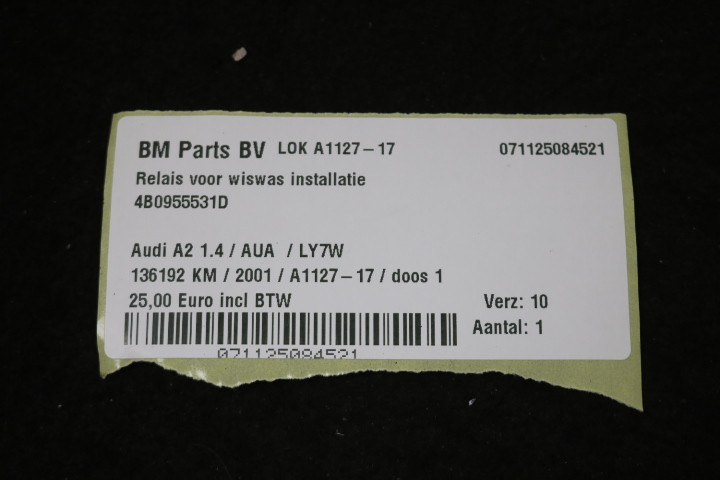 BM Parts BV LOK A1127-17 071125084521
Relais voor wiswas installatie
4B0955531D
Audi A2 1.4 / AUA / LY7W
136192 KM / 2001 / A1127-17 / doos 1
25,00 Euro incl BTW Verz: 10
Aantal: 1
071125084521